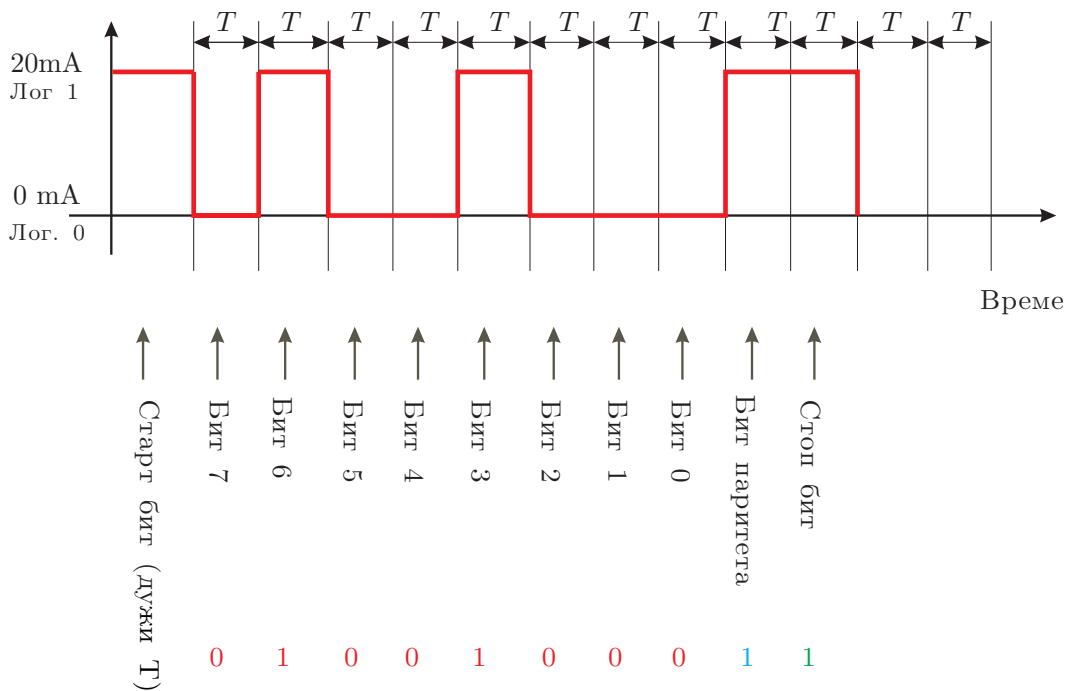 T T T T T T T T T T T T
20mA
Лог 1
0 mA
Лог. 0
Време
Старт бит (дужи Т)
Бит 7
Бит 6
Бит 5
Бит 4
Бит 3
Бит 2
Бит 1
Бит 0
Бит паритета
Стоп бит
0 1 0 0 1 0 0 0 1 1